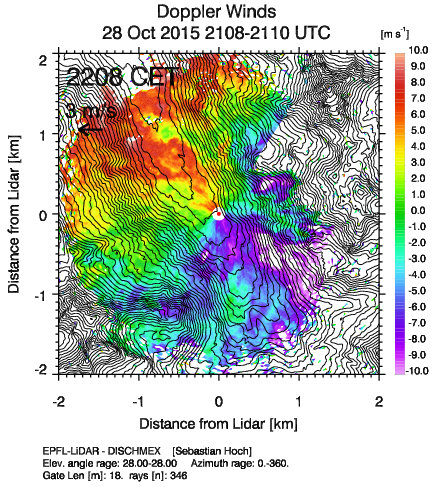 Doppler Winds
28 Oct 2015 2108-2110 UTC
[m s-1]
2208 CET
3 m/s
10.0
9.0
8.0
7.0
6.0
5.0
4.0
3.0
2.0
1.0
0.0
-1.0
-2.0
-3.0
-4.0
-5.0
-6.0
-7.0
-8.0
-9.0
-10.0
Distance from Lidar [km]
2
1
0
-1
-2
-2 -1 0 1 2
Distance from Lidar [km]
EPFL-LiDAR - DISCHMEX [Sebastian Hoch]
Elev. angle rage: 28.00-28.00 Azimuth rage: 0.-360.
Gate Len [m]: 18. rays [n]: 346